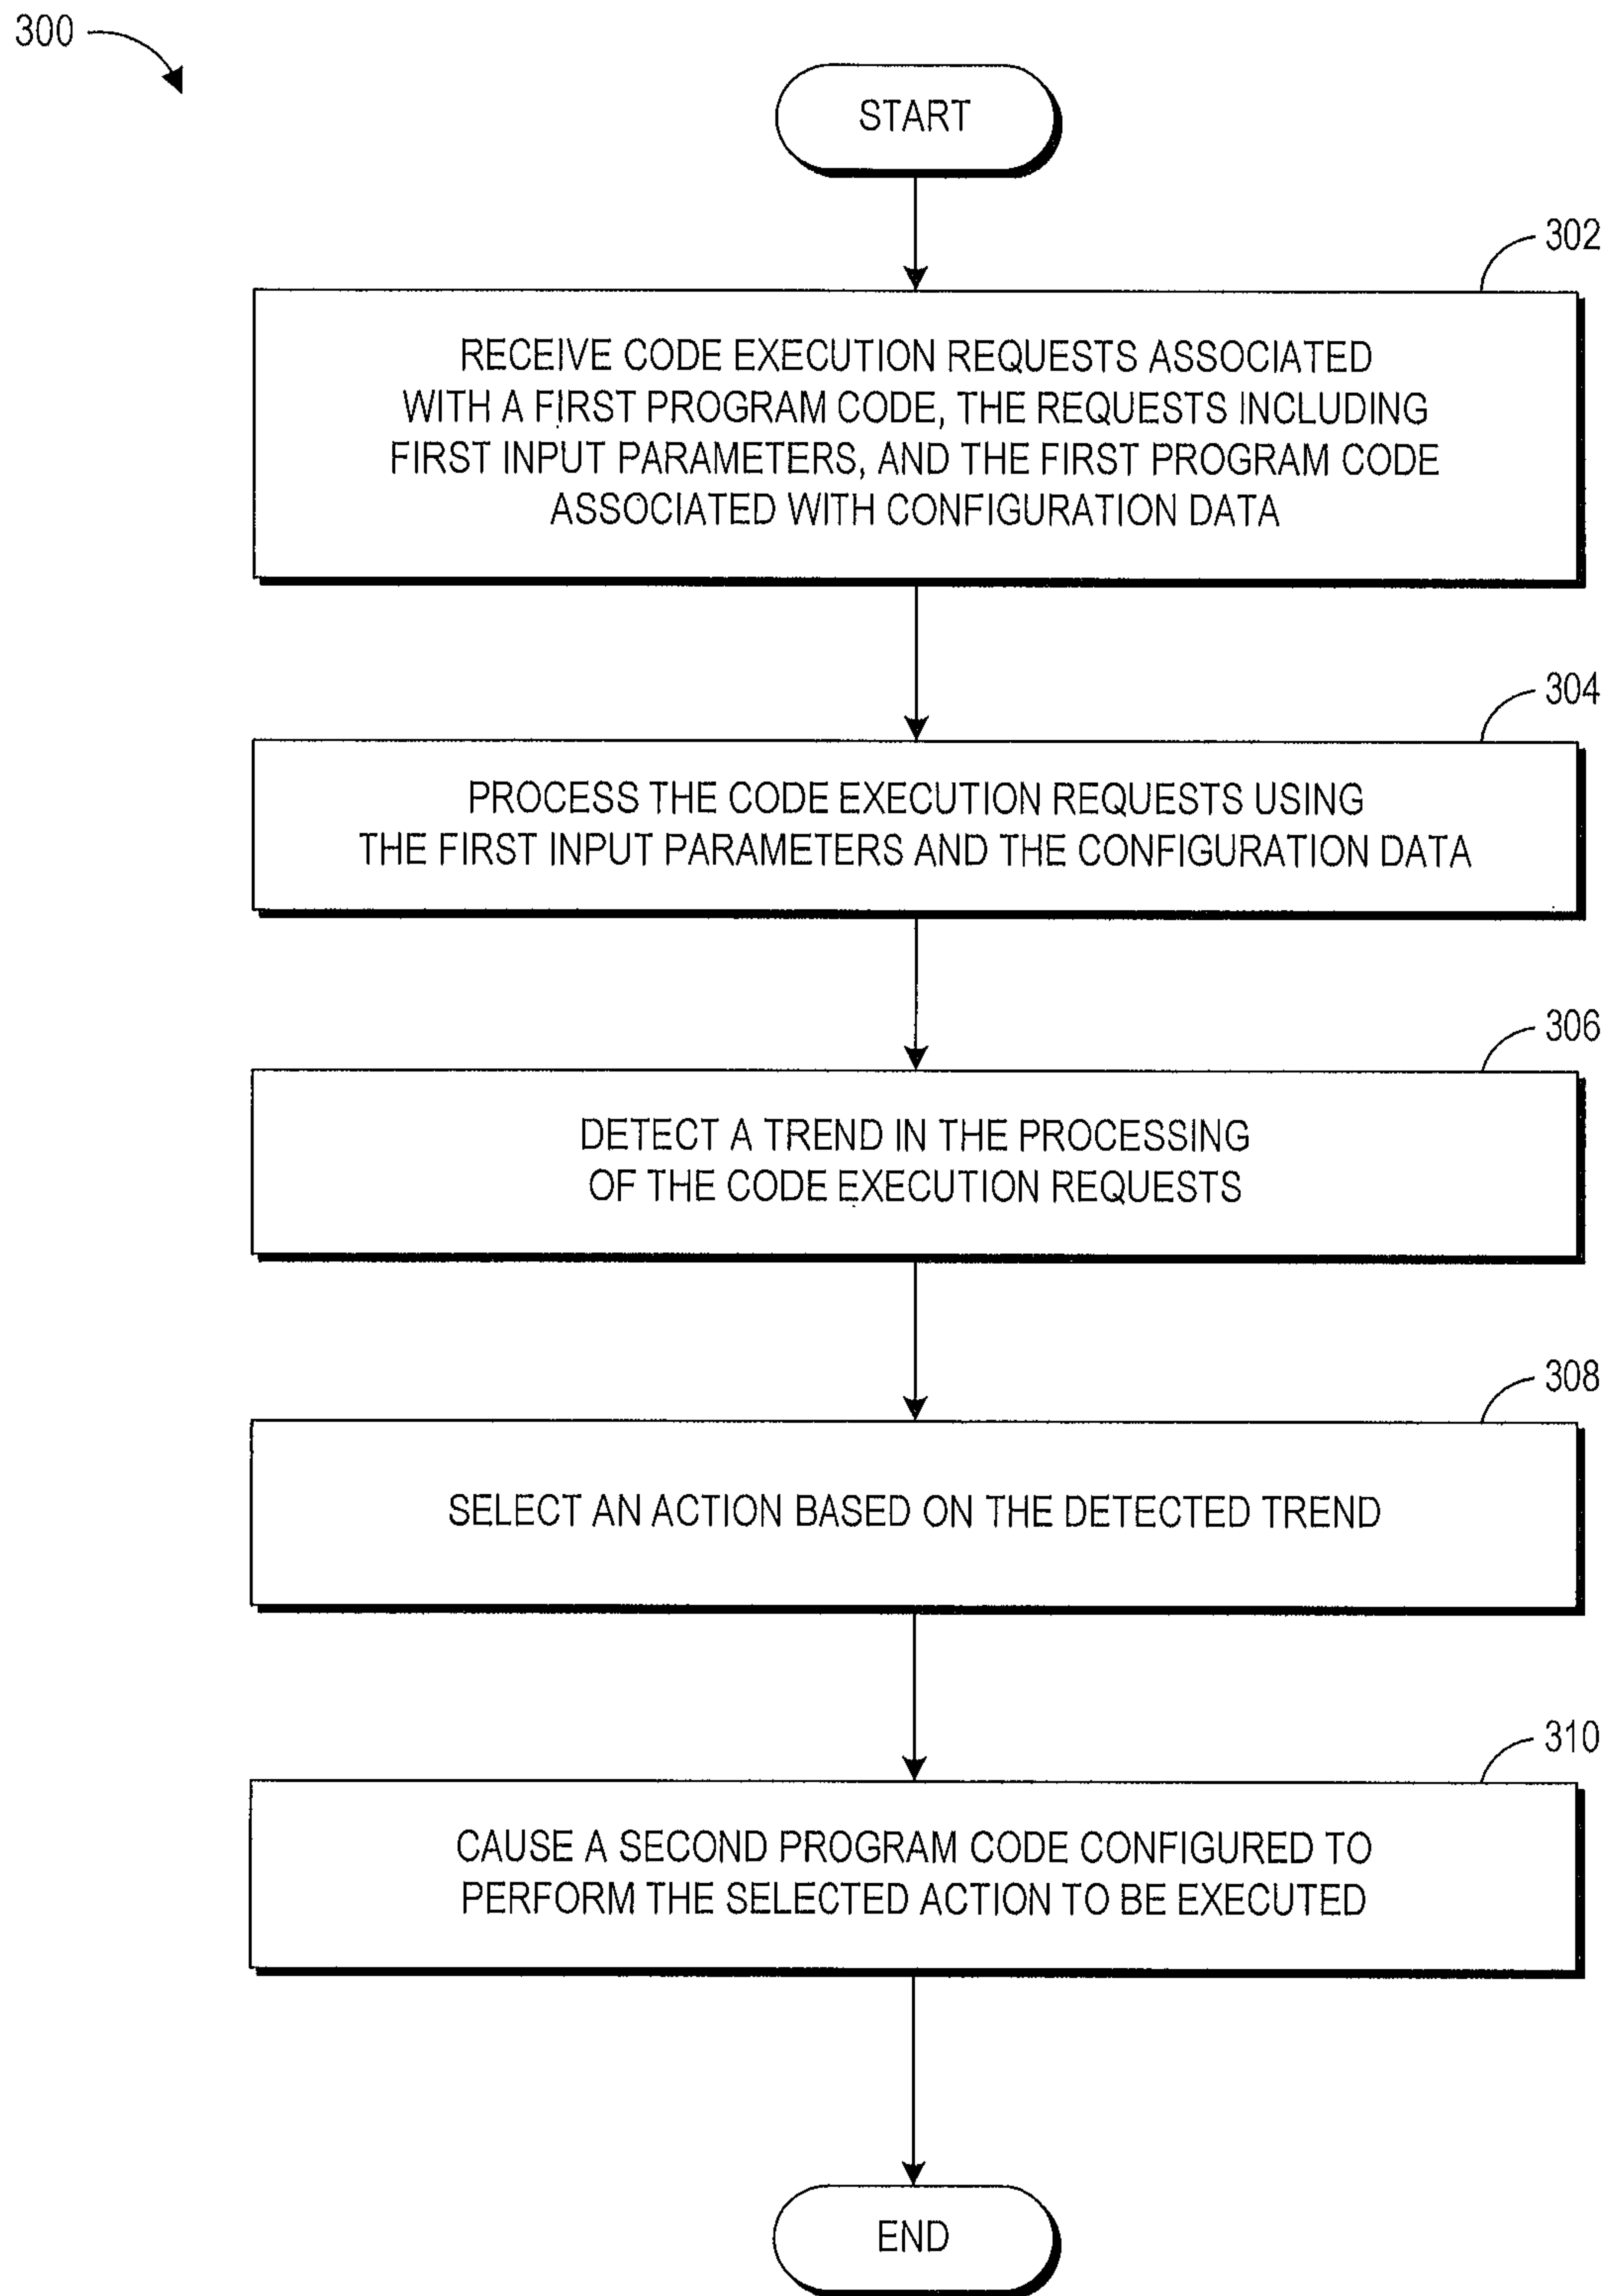 300
START
302
RECEIVE CODE EXECUTION REQUESTS ASSOCIATED
WITH A FIRST PROGRAM CODE, THE REQUESTS INCLUDING
FIRST INPUT PARAMETERS, AND THE FIRST PROGRAM CODE
ASSOCIATED WITH CONFIGURATION DATA
304
PROCESS THE CODE EXECUTION REQUESTS USING
THE FIRST INPUT PARAMETERS AND THE CONFIGURATION DATA
306
DETECT A TREND IN THE PROCESSING
OF THE CODE EXECUTION REQUESTS
308
SELECT AN ACTION BASED ON THE DETECTED TREND
310
CAUSE A SECOND PROGRAM CODE CONFIGURED TO
PERFORM THE SELECTED ACTION TO BE EXECUTED
END